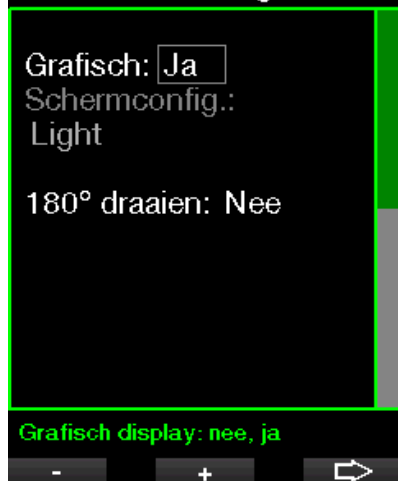 Grafisch: Ja
Schermconfig.:
Light
180° draaien: Nee
Grafisch display: nee, ja
- +